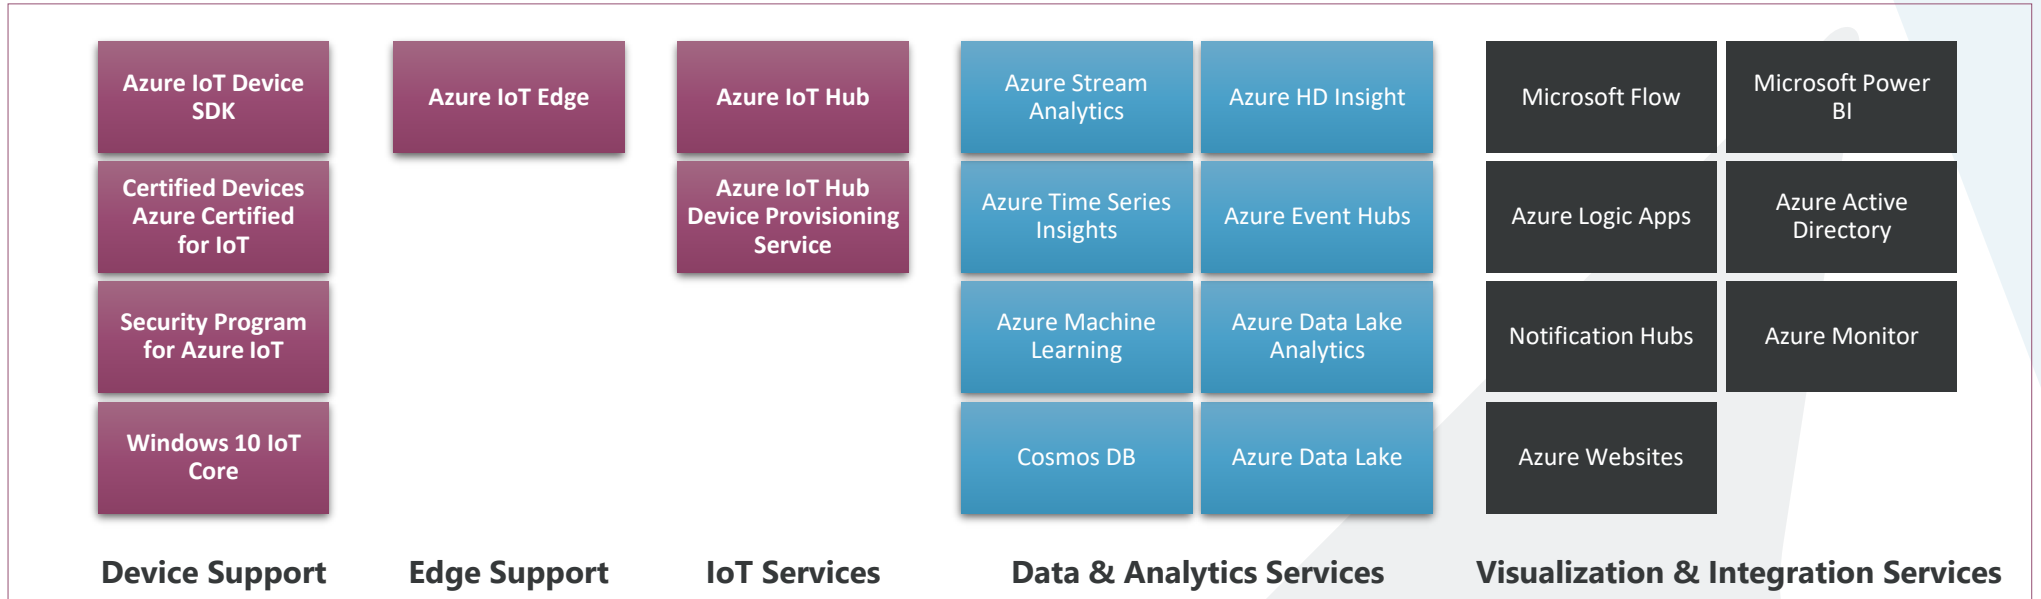 Azure IoT Device
SDK
Certified Devices
Azure Certified
for IoT
Security Program
for Azure IoT
Windows 10 IoT
Core
Device Support
Azure IoT Edge
Edge Support
Azure IoT Hub
Azure IoT Hub
Device Provisioning
Service
IoT Services
Azure Stream
Analytics
Azure HD Insight
Azure Time Series
Insights
Azure Event Hubs
Azure Machine
Learning
Azure Data Lake
Analytics
Cosmos DB
Azure Data Lake
Data & Analytics Services
Microsoft Flow
Microsoft Power
BI
Azure Logic Apps
Azure Active
Directory
Notification Hubs
Azure Monitor
Azure Websites
Visualization & Integration Services